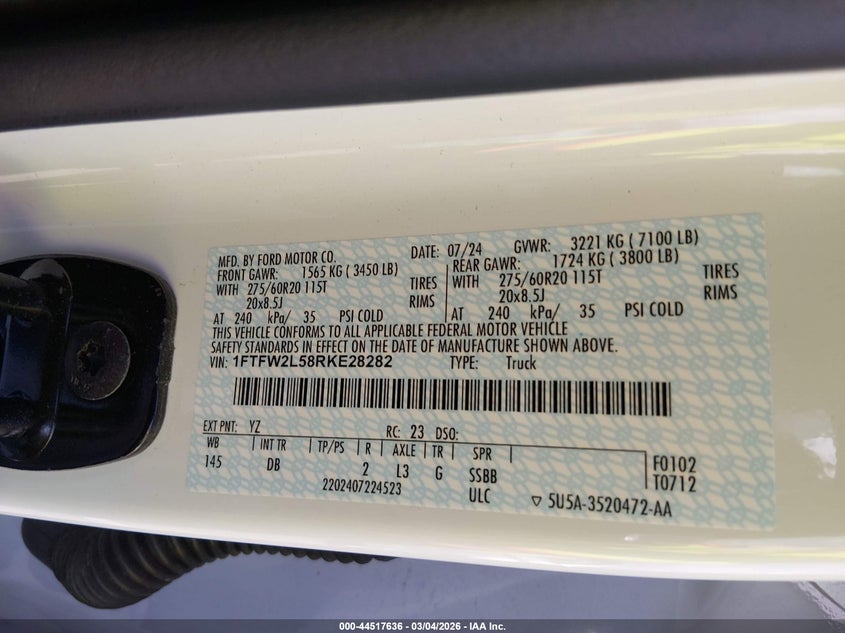 MFD. BY FORD MOTOR CO. DATE: 07/24 GVWR: 3221 KG ( 7100 LB)
FRONT GAWR: 1565 KG ( 3450 LB) REAR GAWR: 1724 KG ( 3800 LB)
WITH 275/60R20 115T TIRES WITH 275/60R20 115T TIRES
20x8.5J RIMS 20x8.5J RIMS
AT 240 kPa/ 35 PSI COLD AT 240 kPa/ 35 PSI COLD
THIS VEHICLE CONFORMS TO ALL APPLICABLE FEDERAL MOTOR VEHICLE
SAFETY STANDARDS IN EFFECT ON THE DATE OF MANUFACTURE SHOWN ABOVE.
VIN: 1FTFW2L58RKE28282 TYPE: Truck
EXT PNT: YZ RC: 23 DSO:
WB INT TR TP/PS R AXLE TR SPR
145 DB 2 L3 G SSBB F0102
2202407224523 ULC T0712
▽ 5U5A-3520472-AA
000-44517636 - 03/04/2026 - IAA Inc.